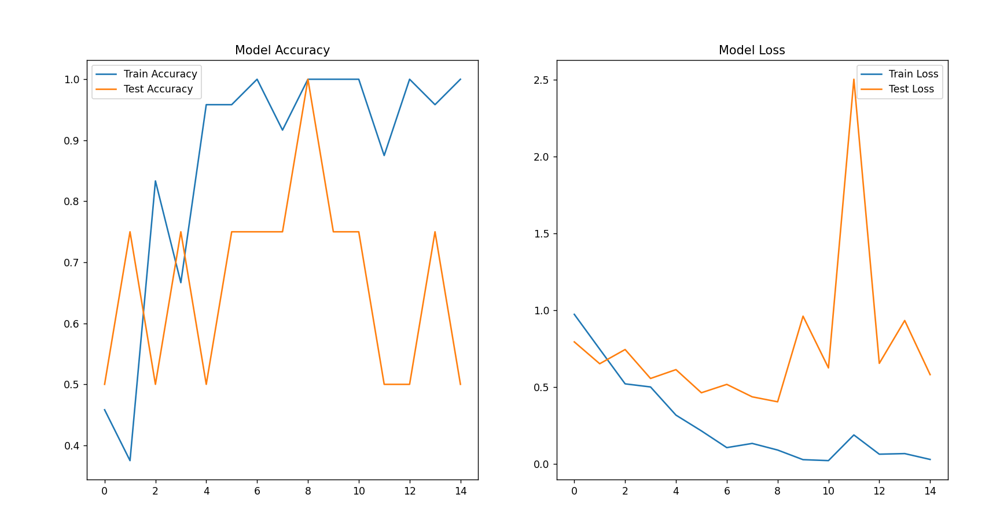 Model Accuracy
Train Accuracy
Test Accuracy
1.0
0.9
0.8
0.7
0.6
0.5
0.4
0 2 4 6 8 10 12 14
Model Loss
Train Loss
Test Loss
2.5
2.0
1.5
1.0
0.5
0.0
0 2 4 6 8 10 12 14